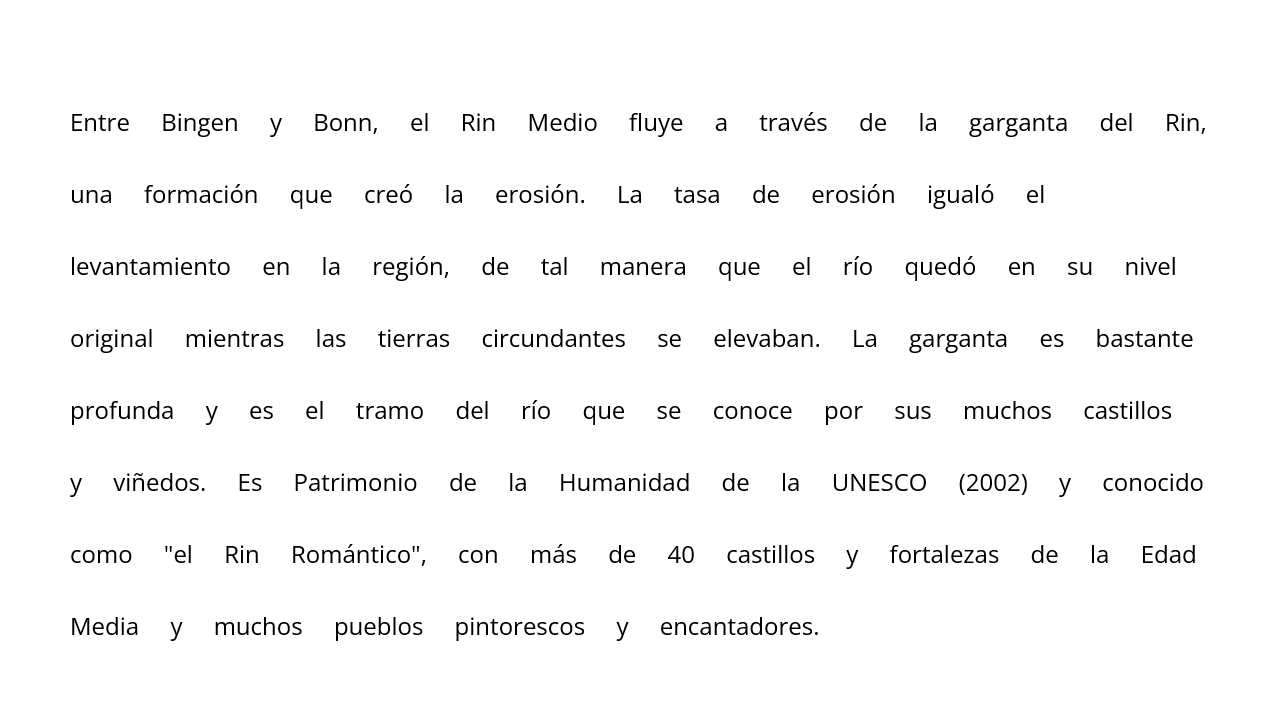 Entre Bingen y Bonn, el Rin Medio fluye a través de la garganta del Rin,
una formación que creó la erosión. La tasa de erosión igualó el
levantamiento en la región, de tal manera que el río quedó en su nivel
original mientras las tierras circundantes se elevaban. La garganta es bastante
profunda y es el tramo del río que se conoce por sus muchos castillos
y viñedos. Es Patrimonio de la Humanidad de la UNESCO (2002) y conocido
como "el Rin Romántico", con más de 40 castillos y fortalezas de la Edad
Media y muchos pueblos pintorescos y encantadores.